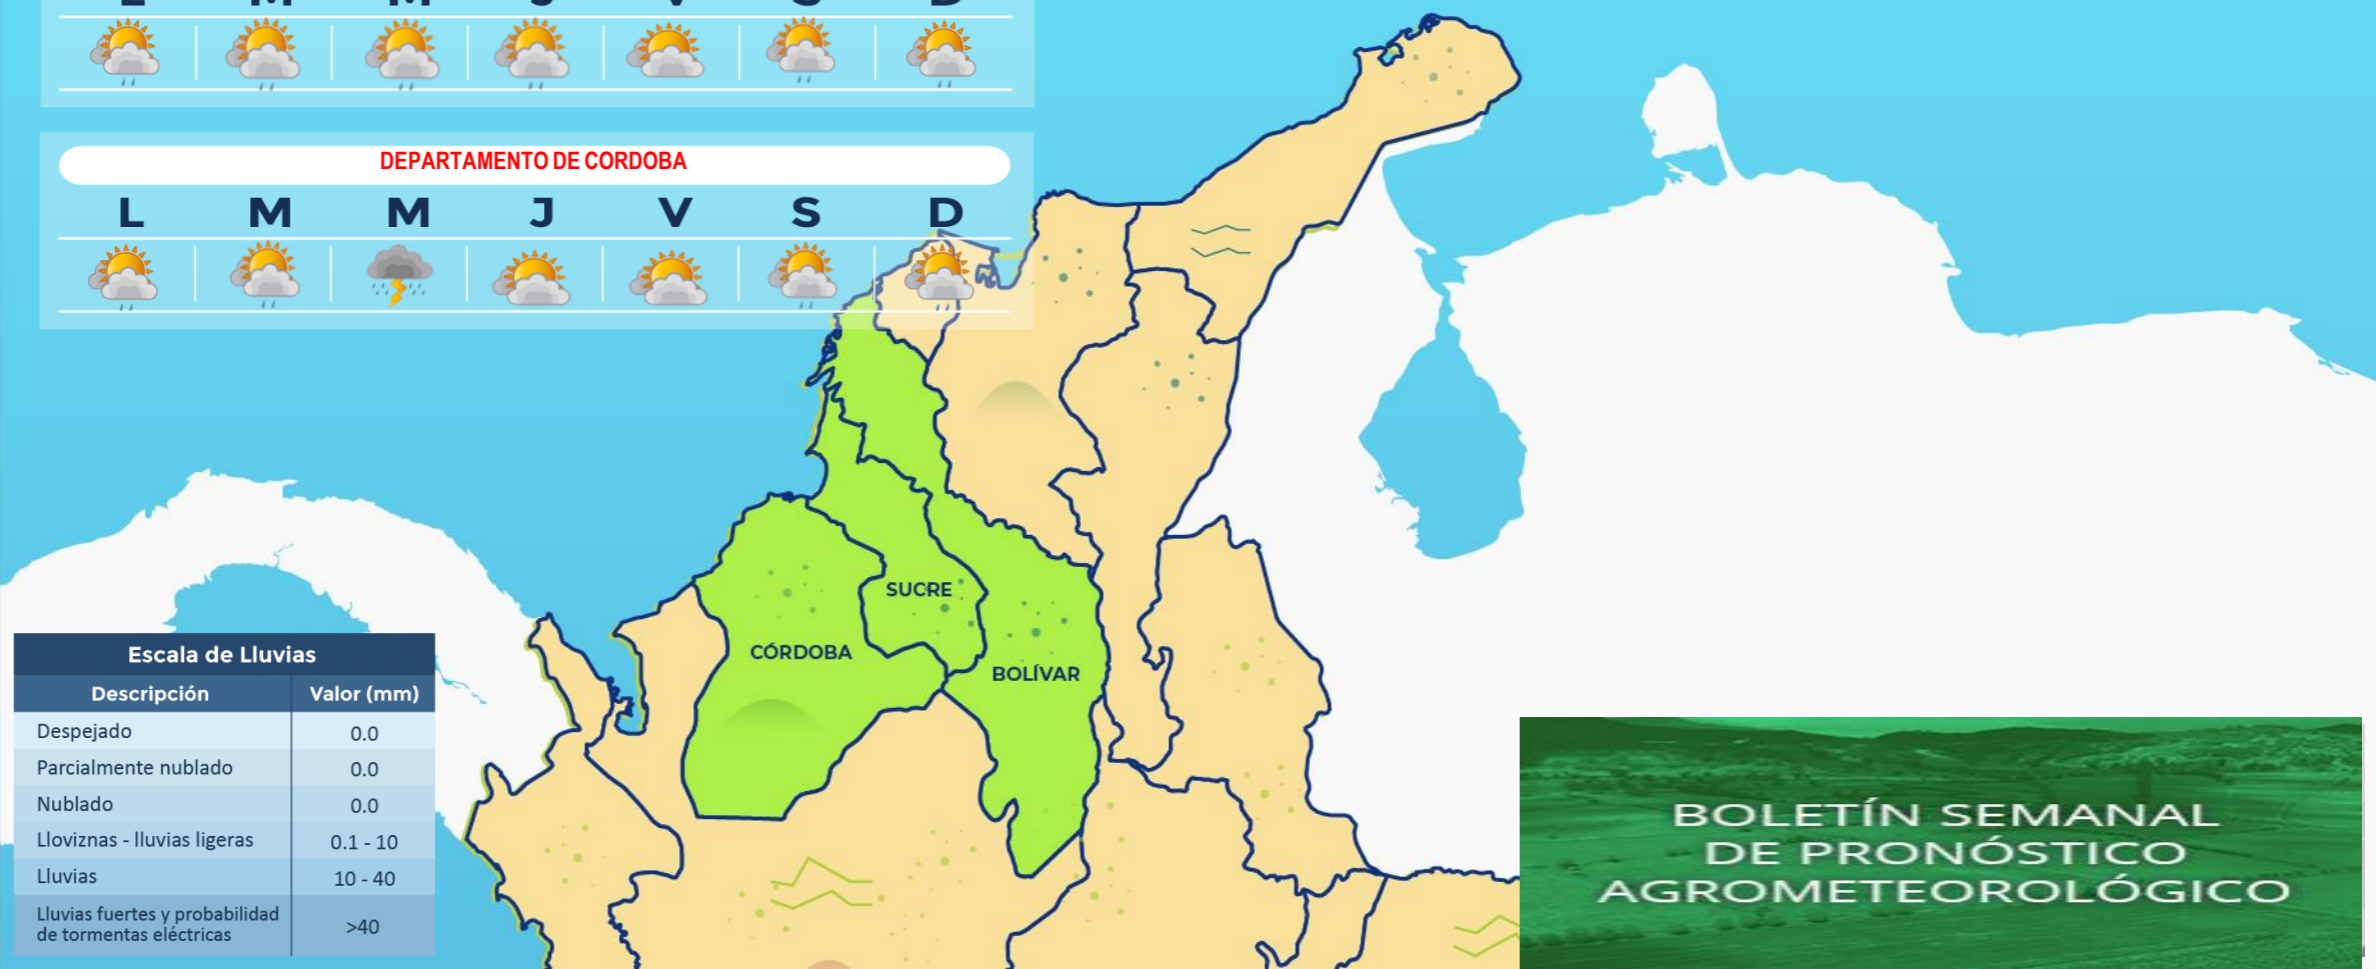 L M M J V S D
DEPARTAMENTO DE CORDOBA
L M M J V S D
SUCRE
CÓRDOBA
BOLÍVAR
Escala de Lluvias
Descripción Valor (mm)
Despejado 0.0
Parcialmente nublado 0.0
Nublado 0.0
Lloviznas - lluvias ligeras 0.1 - 10
Lluvias 10 - 40
Lluvias fuertes y probabilidad
de tormentas eléctricas >40
BOLETÍN SEMANAL
DE PRONÓSTICO
AGROMETEOROLÓGICO